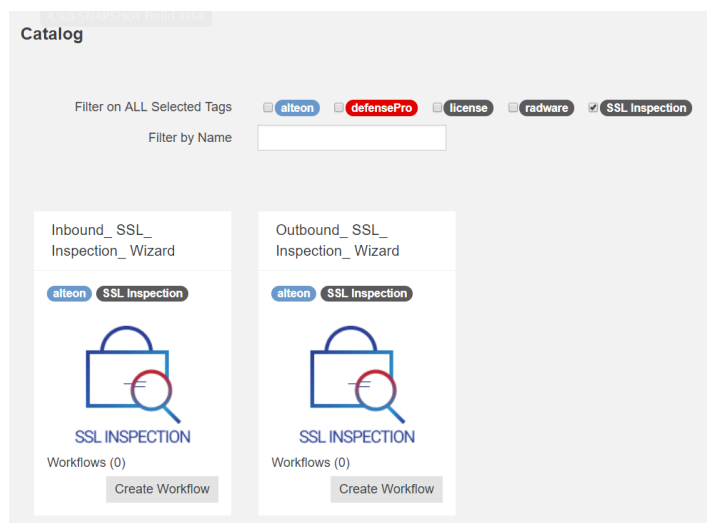 Catalog
Filter on ALL Selected Tags alteon defensePro license radware SSL Inspection
Filter by Name
Inbound_ SSL_
Inspection_ Wizard
alteon SSL Inspection
SSL INSPECTION
Workflows (0)
Create Workflow
Outbound_ SSL_
Inspection_ Wizard
alteon SSL Inspection
SSL INSPECTION
Workflows (0)
Create Workflow